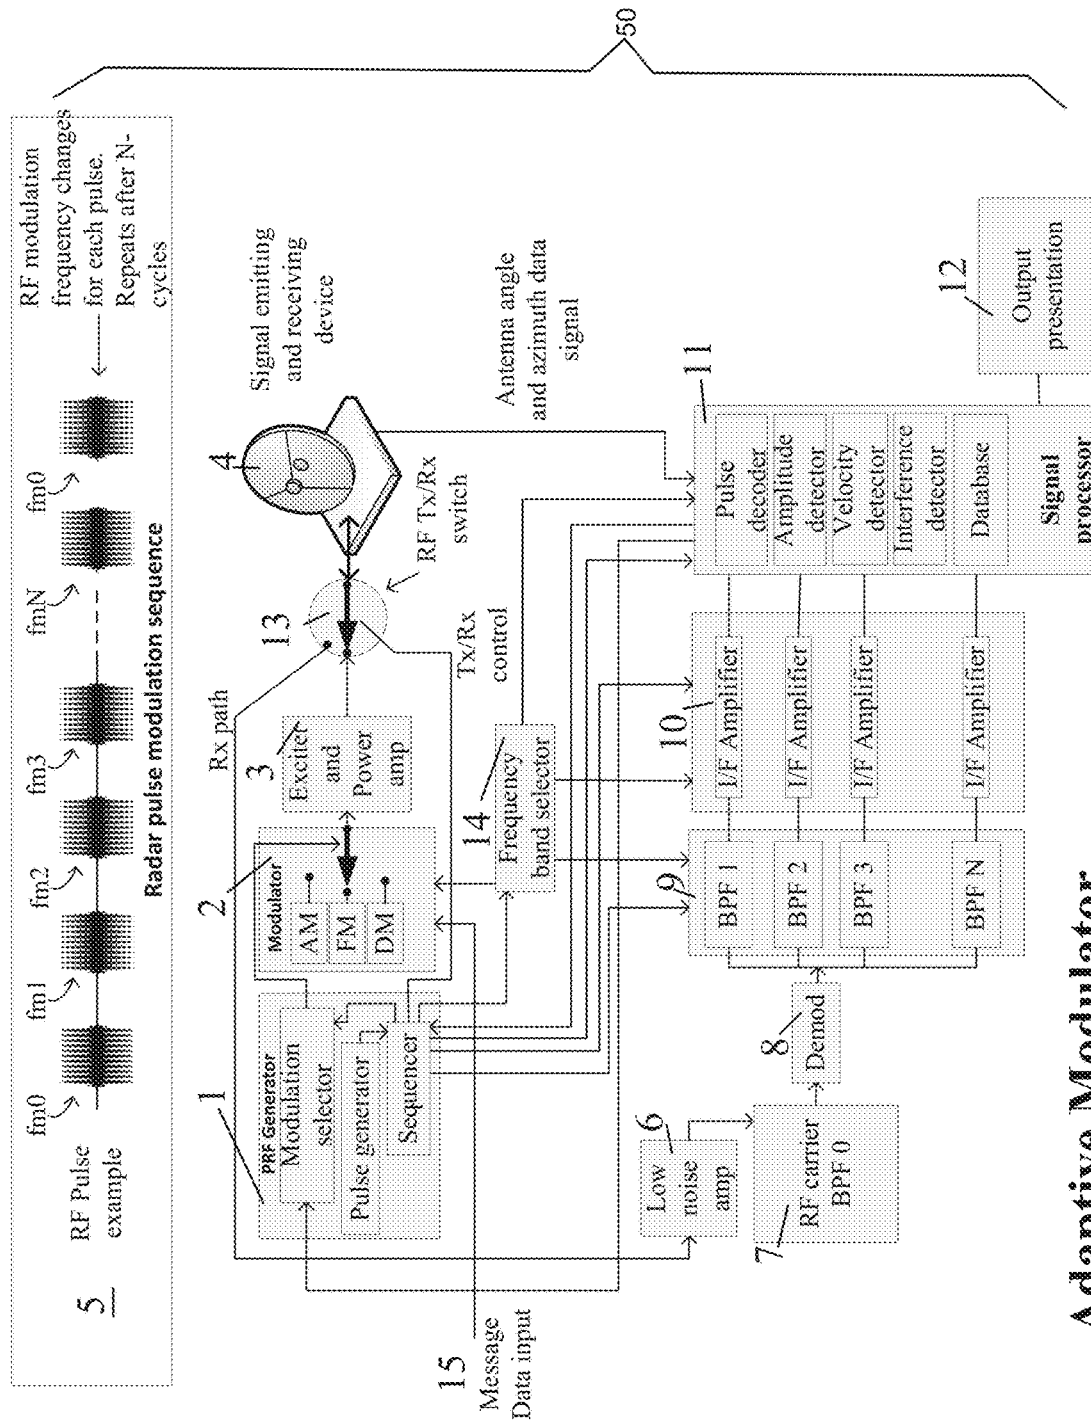 RF modulation
frequency changes
for each pulse.
Repeats after N-
cycles
fm0
fm1
fm2
fm3
fmN
fm0
RF Pulse
example
5
Radar pulse modulation sequence
50
1
PRF Generator
Modulation
selector
Pulse generator
Sequencer
2
Modulator
AM
FM
DM
3
Exciter
and
Power
amp
Rx path
13
RF Tx/Rx
switch
Tx/Rx
control
4
Signal emitting
and receiving
device
Antenna angle
and azimuth data
signal
14
Frequency
band selector
15
Message
Data input
6
Low
noise
amp
7
RF carrier
BPF 0
8
Demod
9
BPF 1
BPF 2
BPF 3
BPF N
10
I/F Amplifier
I/F Amplifier
I/F Amplifier
I/F Amplifier
11
Pulse
decoder
Amplitude
detector
Velocity
detector
Interference
detector
Database
Signal
processor
12
Output
presentation
Adaptive Modulator